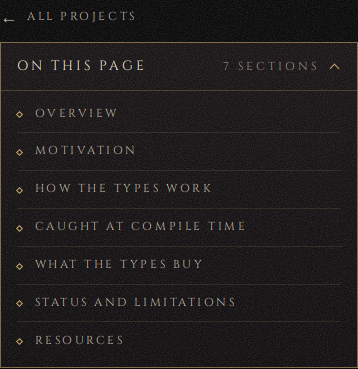 ← ALL PROJECTS
ON THIS PAGE 7 SECTIONS
OVERVIEW
MOTIVATION
HOW THE TYPES WORK
CAUGHT AT COMPILE TIME
WHAT THE TYPES BUY
STATUS AND LIMITATIONS
RESOURCES